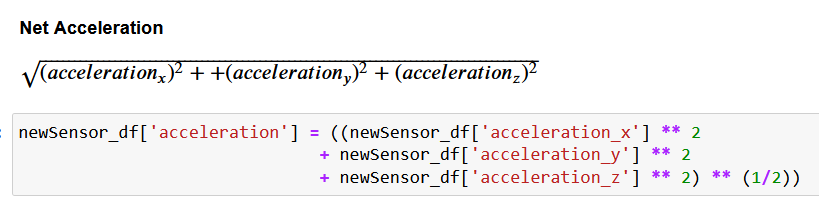 Net Acceleration
√(acceleration_x)² + +(acceleration_y)² + (acceleration_z)²
: newSensor_df['acceleration'] = ((newSensor_df['acceleration_x'] ** 2
+ newSensor_df['acceleration_y'] ** 2
+ newSensor_df['acceleration_z'] ** 2) ** (1/2))